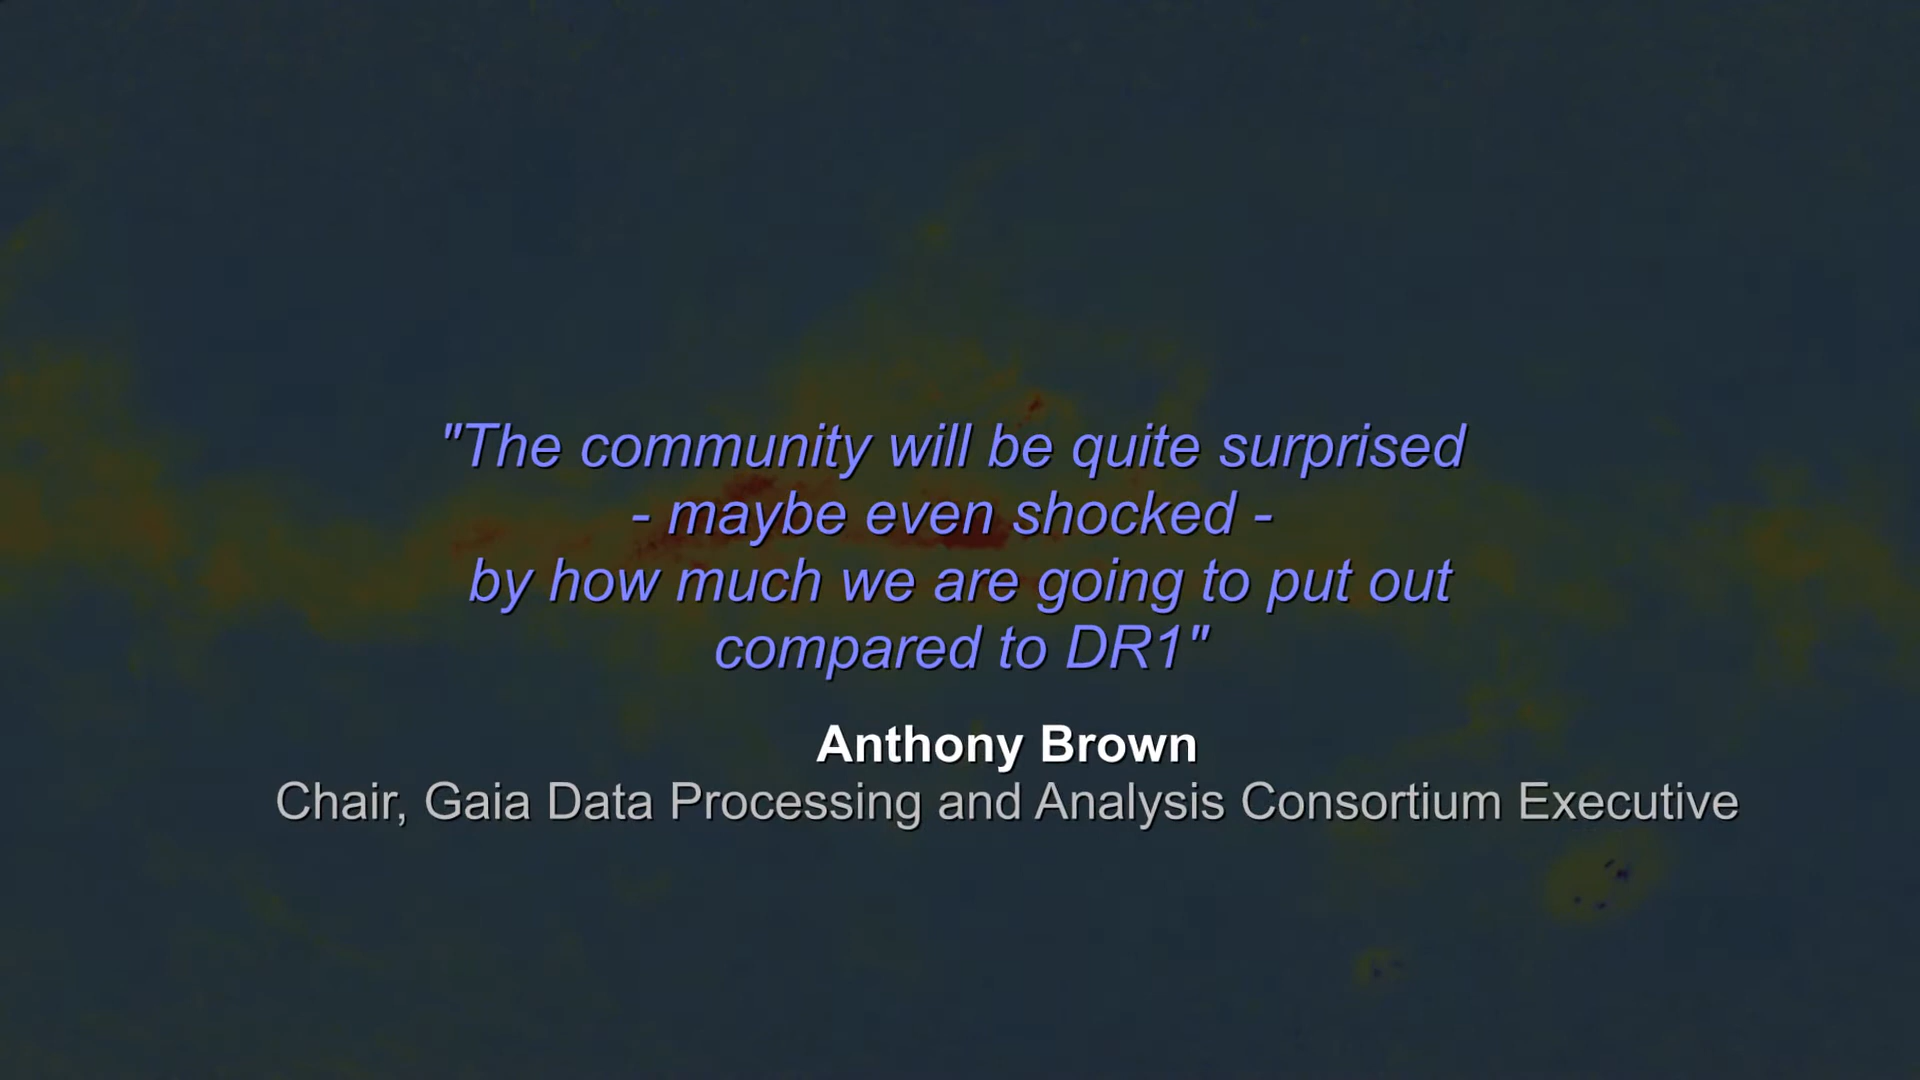 "The community will be quite surprised
- maybe even shocked -
by how much we are going to put out
compared to DR1"
Anthony Brown
Chair, Gaia Data Processing and Analysis Consortium Executive